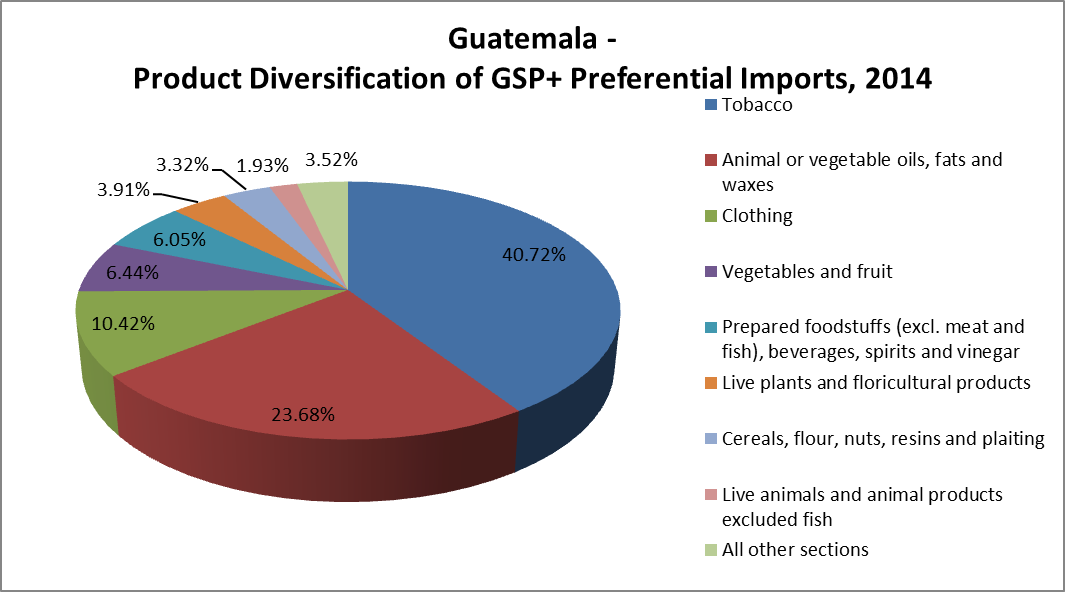 Guatemala -
Product Diversification of GSP+ Preferential Imports, 2014
Tobacco
Animal or vegetable oils, fats and
waxes
Clothing
Vegetables and fruit
Prepared foodstuffs (excl. meat and
fish), beverages, spirits and vinegar
Live plants and floricultural products
Cereals, flour, nuts, resins and plaiting
Live animals and animal products
excluded fish
All other sections
40.72%
23.68%
10.42%
6.44%
6.05%
3.91%
3.32%
1.93%
3.52%